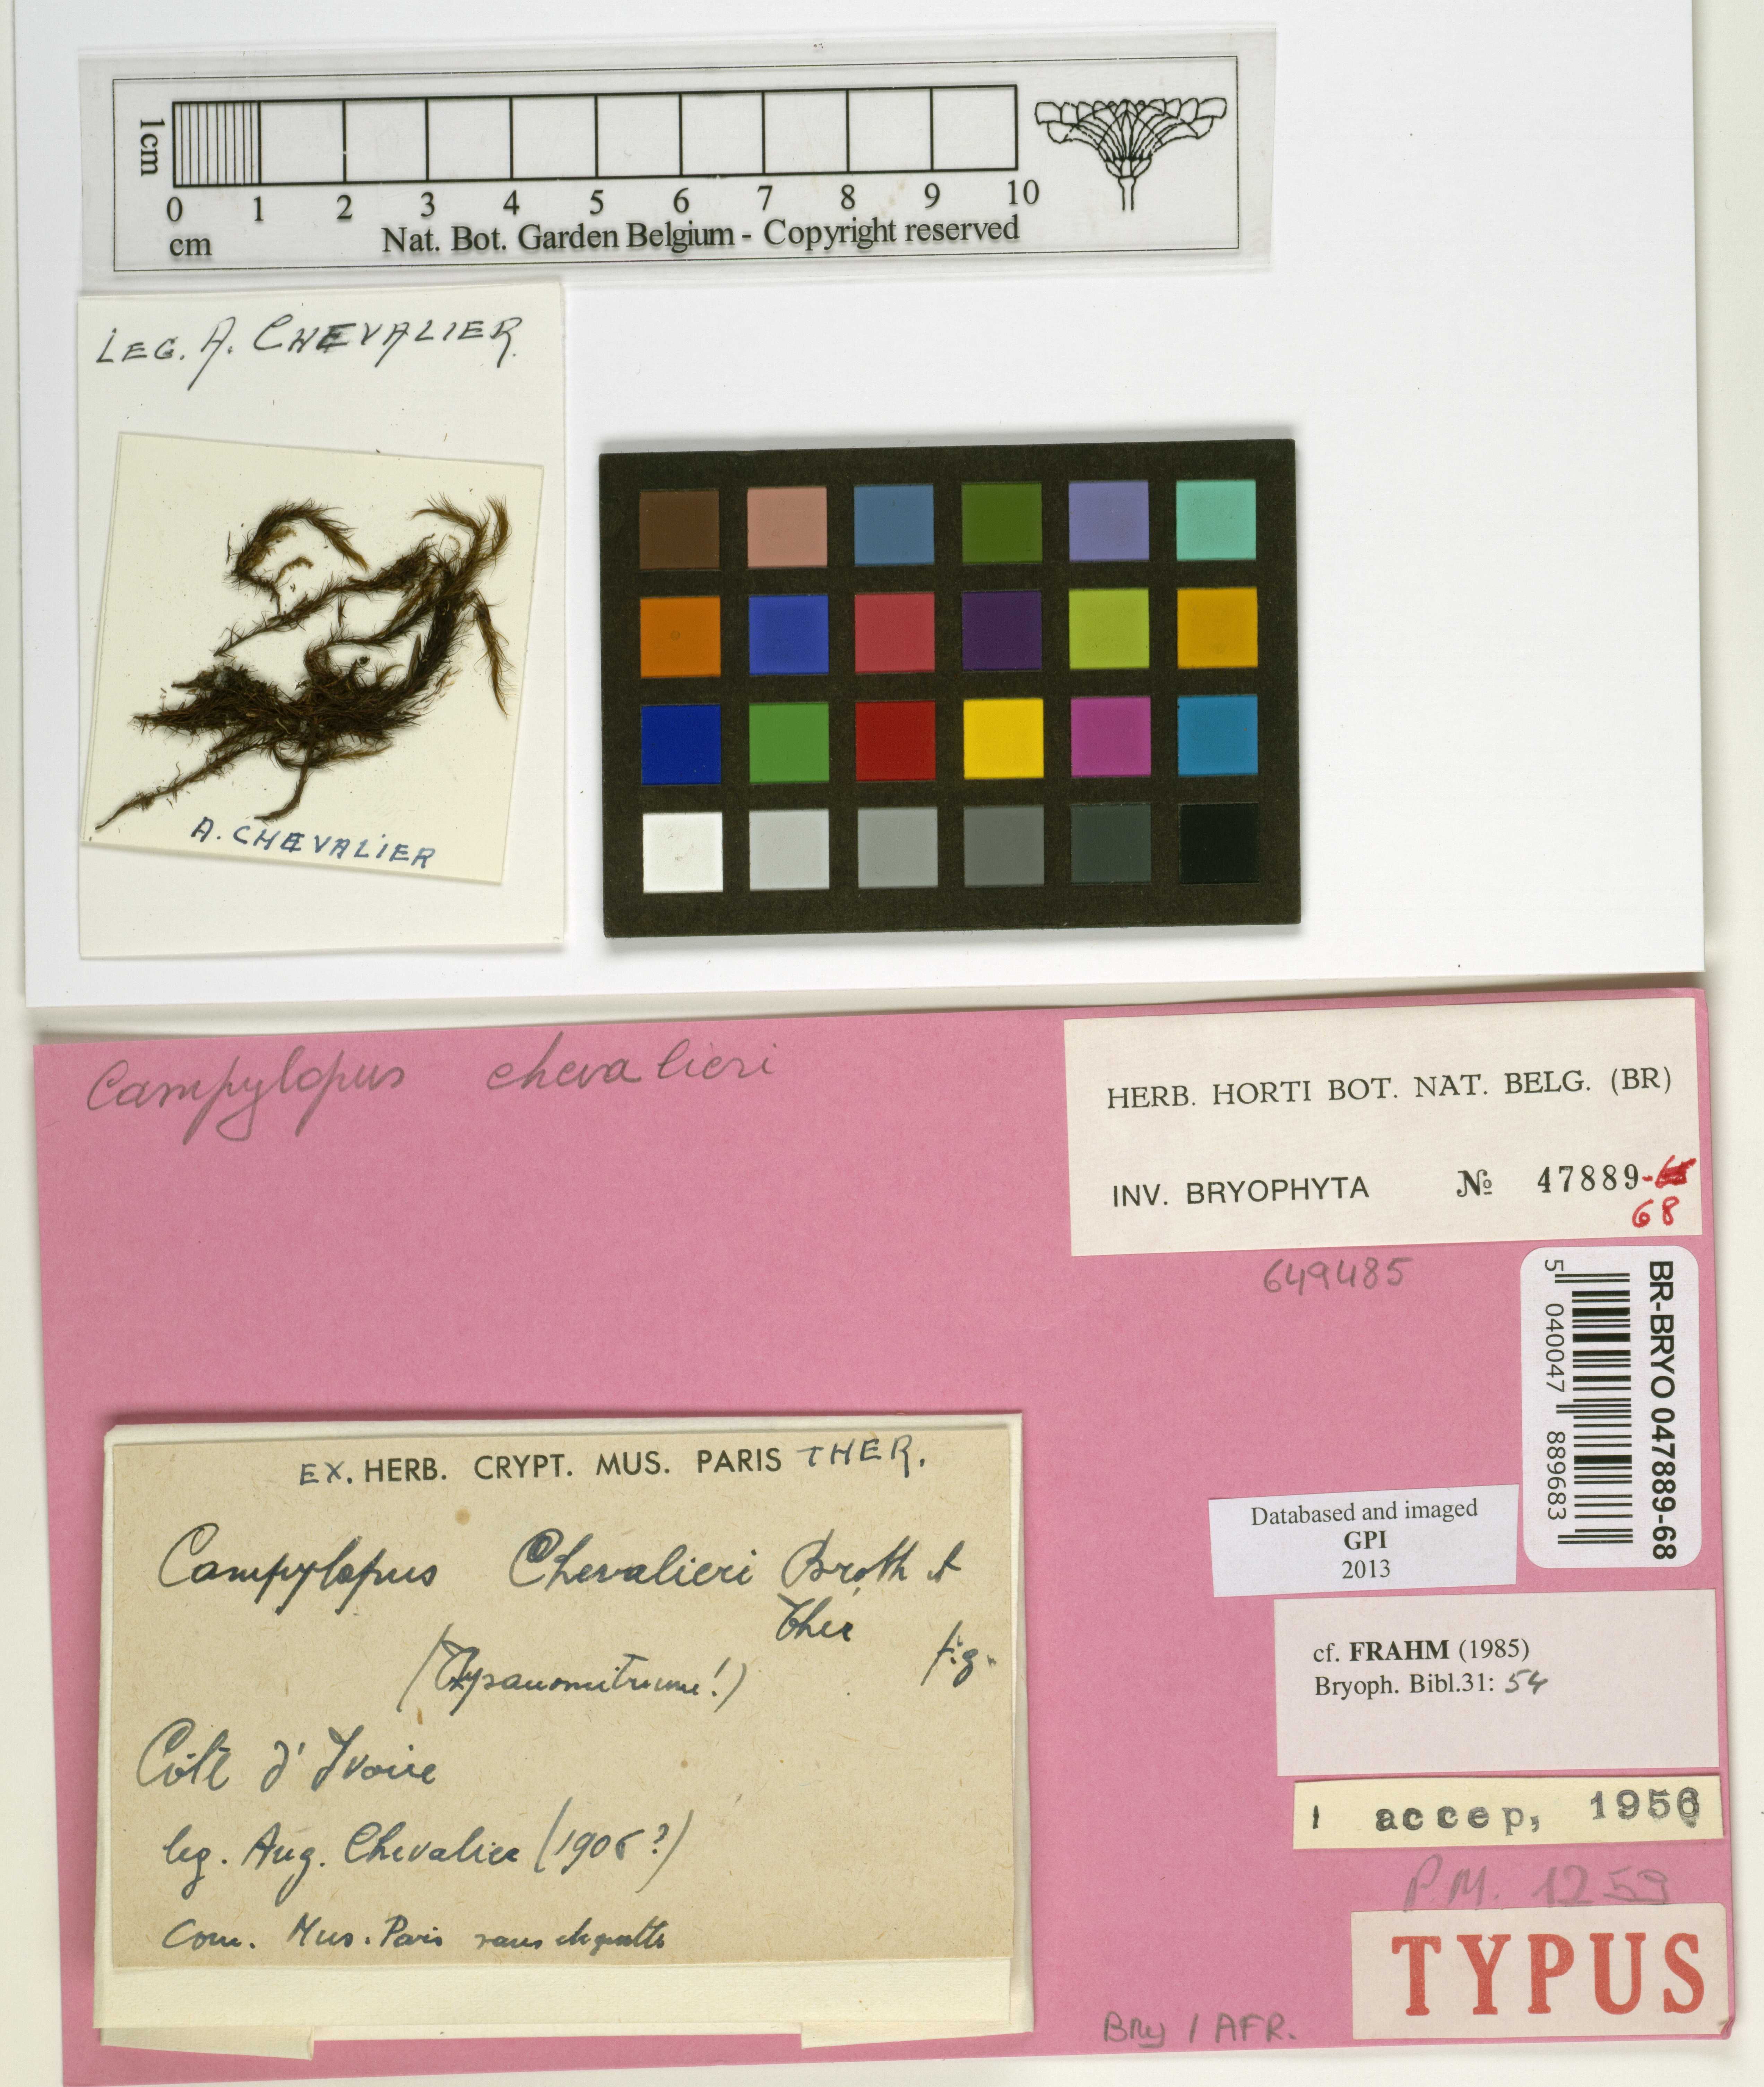 1cm
0 1 2 3 4 5 6 7 8 9 10
cm Nat. Bot. Garden Belgium - Copyright reserved
LEG. A. CHEVALIER
A. CHEVALIER
Campylopus chevalieri
HERB. HORTI BOT. NAT. BELG. (BR)
INV. BRYOPHYTA № 47889-
68
649485
BR-BRYO 047889-68
5 040047 889683
EX. HERB. CRYPT. MUS. PARIS THER.
Campylopus Chevalieri Broth et
Ther
(Thysanomitrium!) fig.
Côte d'Ivoire
leg. Aug. Chevalier (1906?)
Com. Mus. Paris sans etiquette
Databased and imaged
GPI
2013
cf. FRAHM (1985)
Bryoph. Bibl.31: 54
1 accep, 1956
P.M. 1259
TYPUS
Bry / AFR.